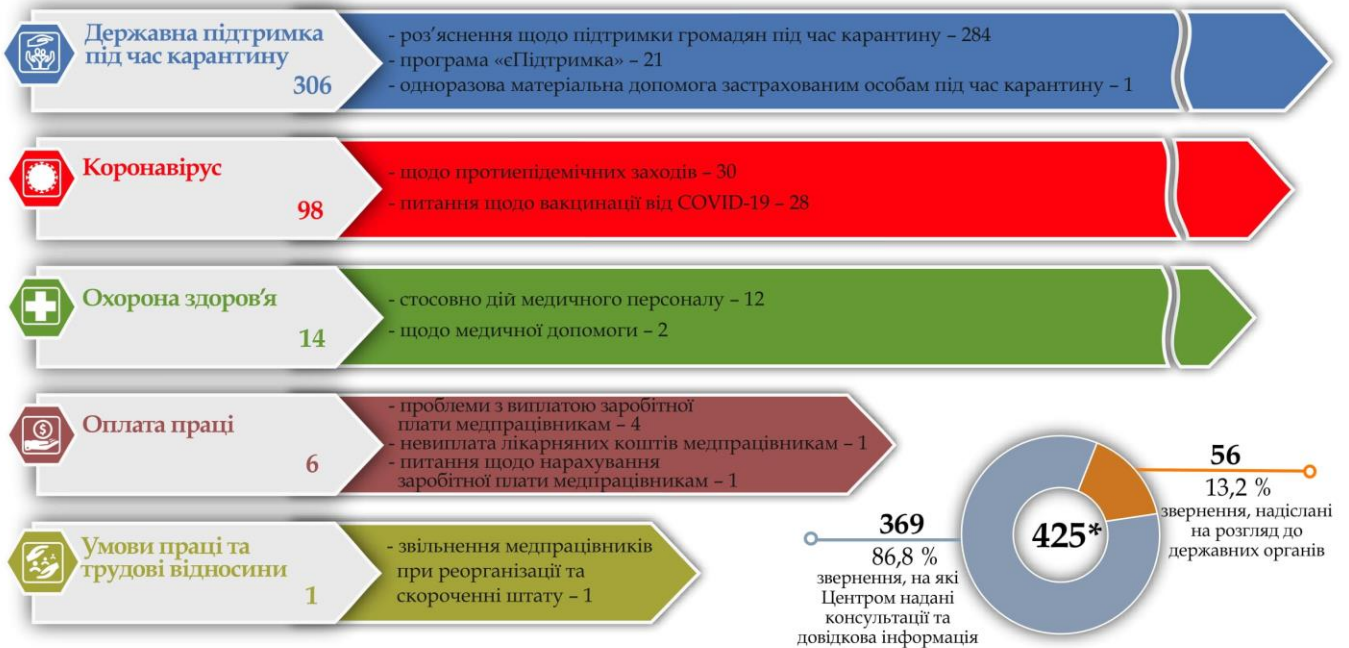 Державна підтримка
під час карантину
306
- роз’яснення щодо підтримки громадян під час карантину – 284
- програма «єПідтримка» – 21
- одноразова матеріальна допомога застрахованим особам під час карантину – 1
Коронавірус
98
- щодо протиепідемічних заходів – 30
- питання щодо вакцинації від COVID-19 – 28
Охорона здоров’я
14
- стосовно дій медичного персоналу – 12
- щодо медичної допомоги – 2
Оплата праці
6
- проблеми з виплатою заробітної
плати медпрацівникам – 4
- невиплата лікарняних коштів медпрацівникам – 1
- питання щодо нарахування
заробітної плати медпрацівникам – 1
Умови праці та
трудові відносини
1
- звільнення медпрацівників
при реорганізації та
скороченні штату – 1
369
86,8 %
звернення, на які
Центром надані
консультації та
довідкова інформація
425*
56
13,2 %
звернення, надіслані
на розгляд до
державних органів